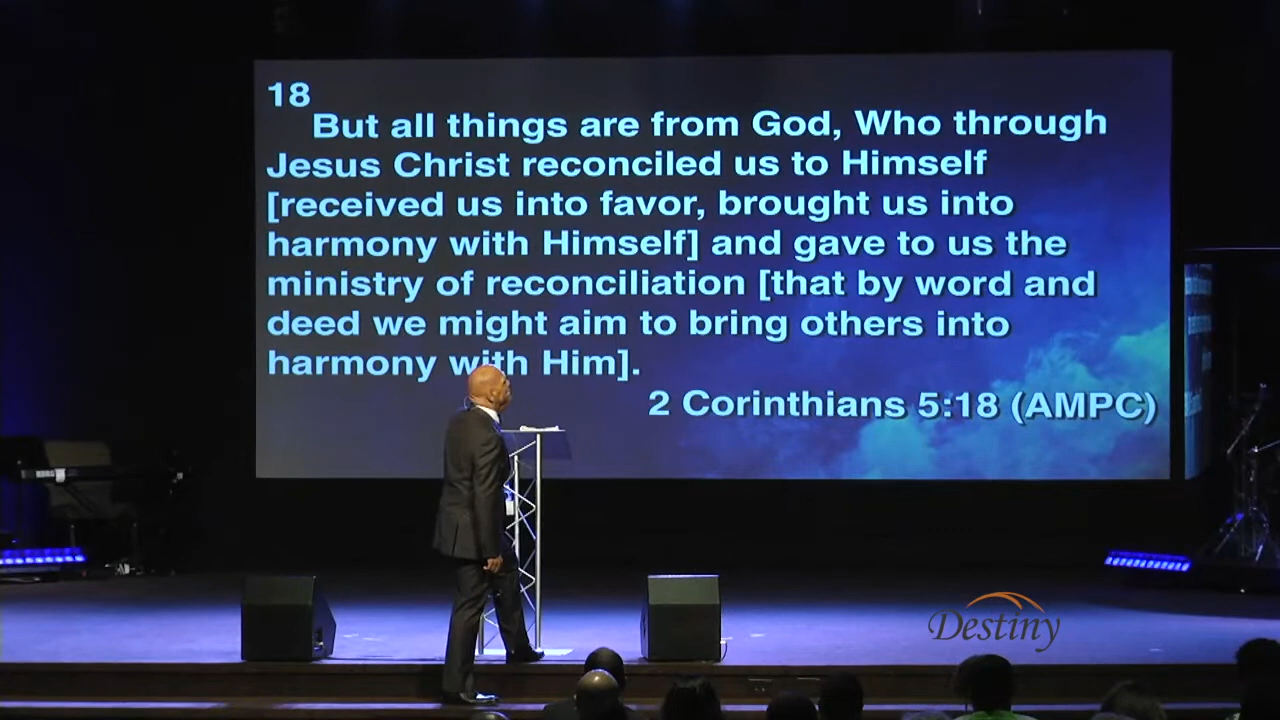 18
But all things are from God, Who through
Jesus Christ reconciled us to Himself
[received us into favor, brought us into
harmony with Himself] and gave to us the
ministry of reconciliation [that by word and
deed we might aim to bring others into
harmony with Him].
2 Corinthians 5:18 (AMPC)
KORG
Destiny